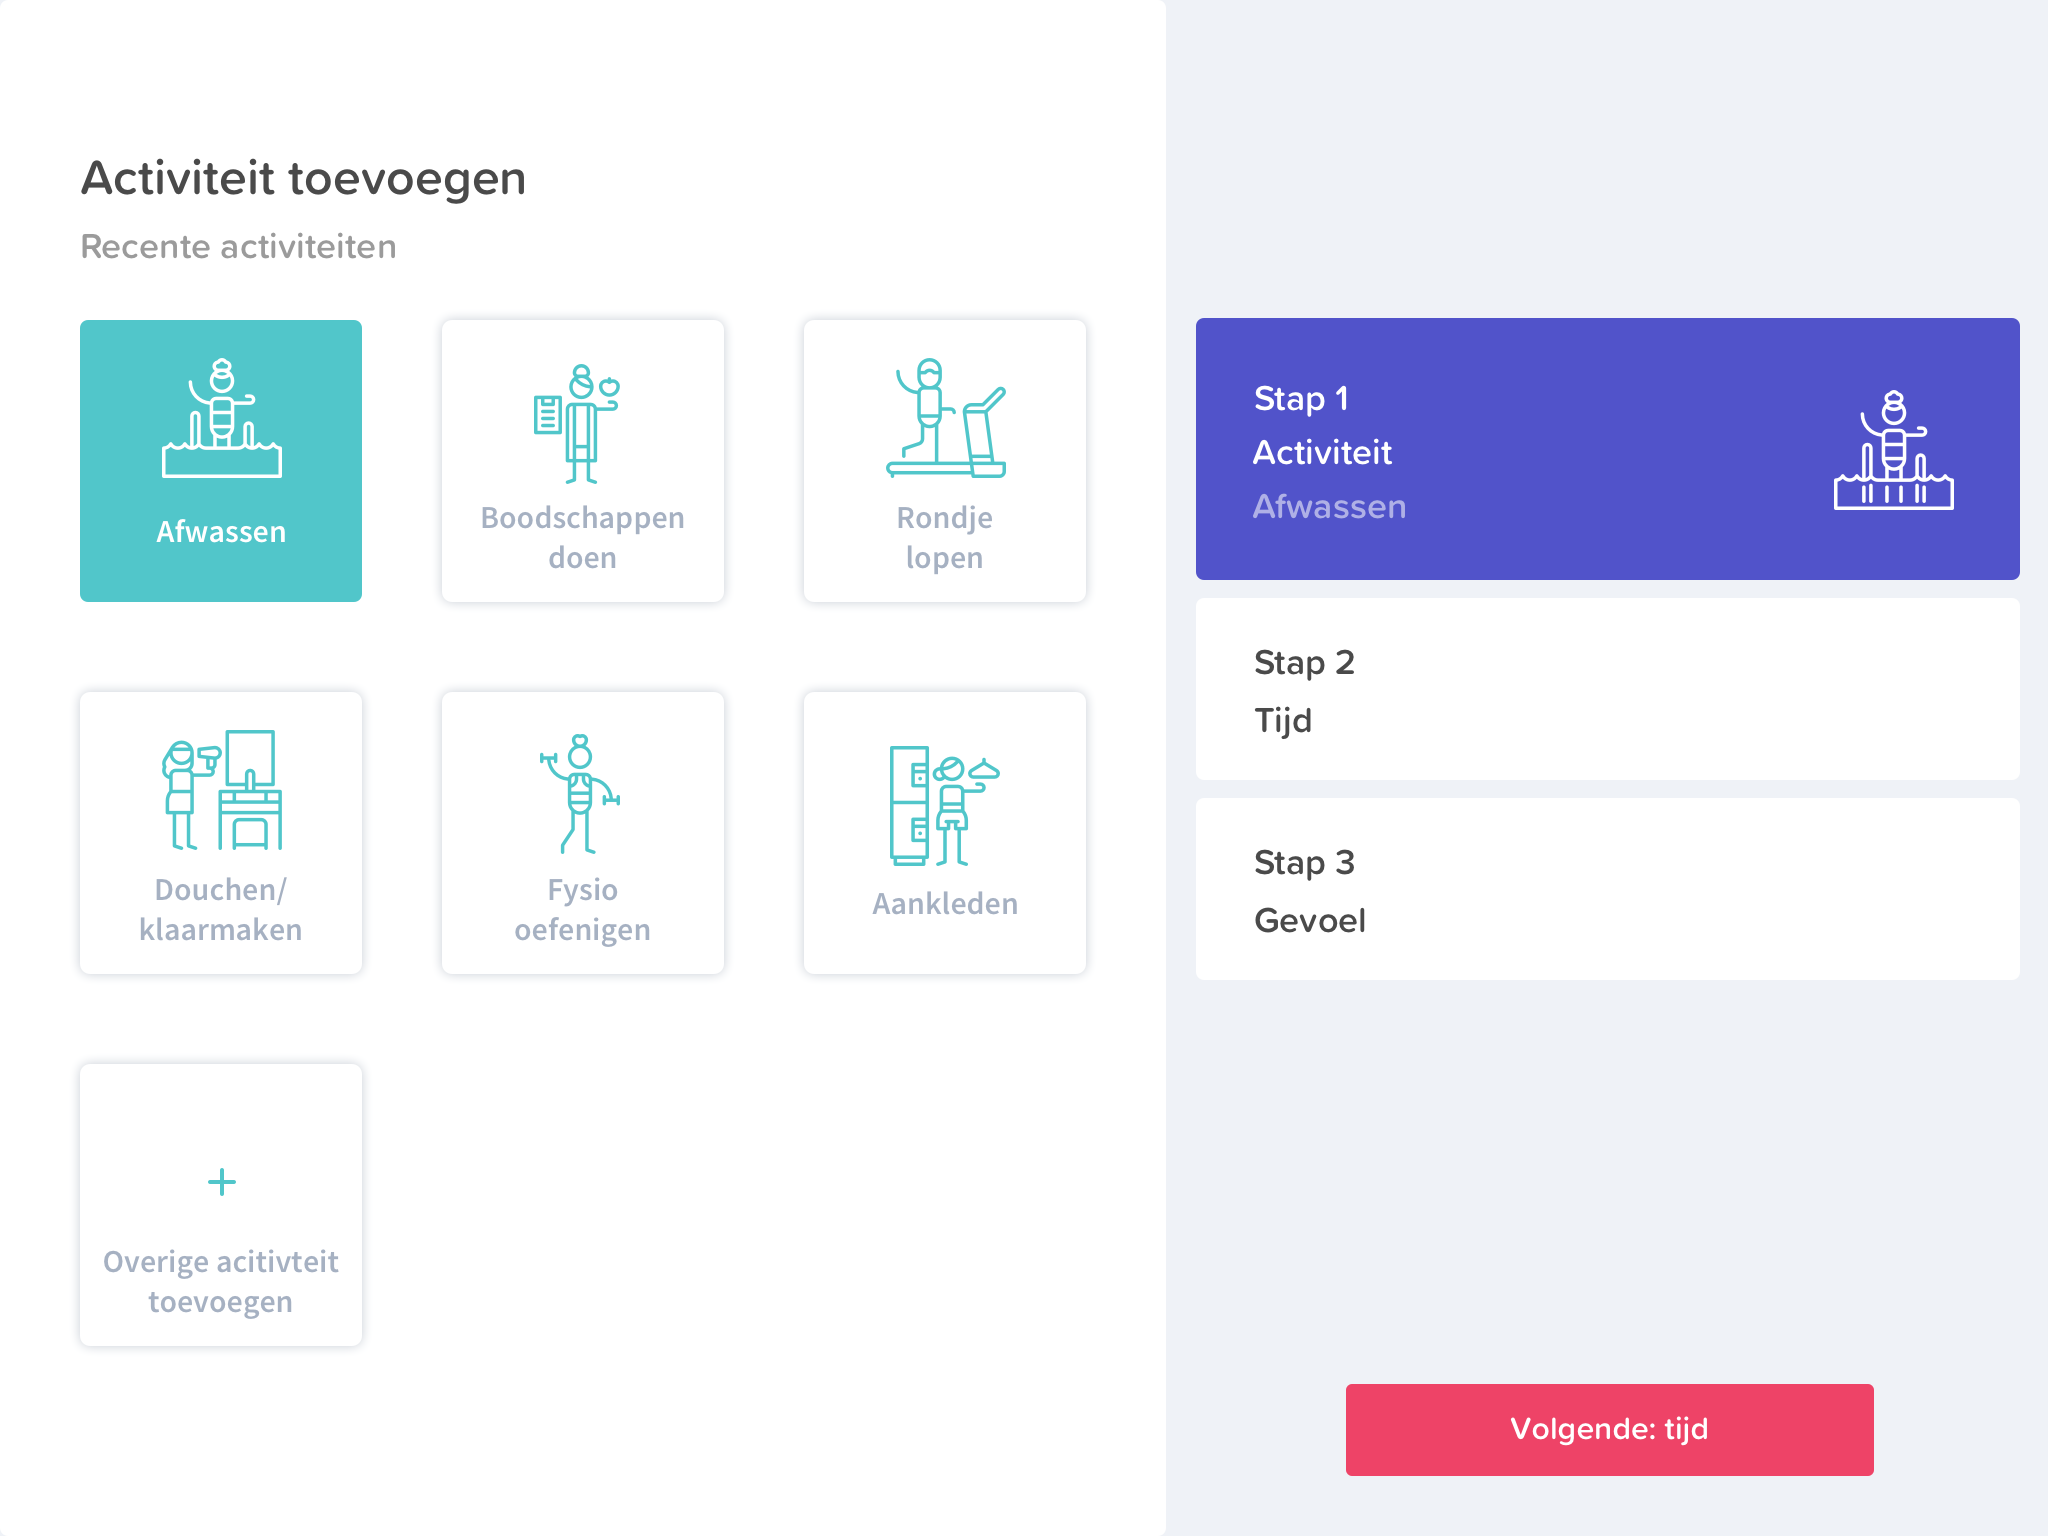 Activiteit toevoegen
Recente activiteiten
Afwassen
Boodschappen
doen
Rondje
lopen
Douchen/
klaarmaken
Fysio
oefenigen
Aankleden
+
Overige acitivteit
toevoegen
Stap 1
Activiteit
Afwassen
Stap 2
Tijd
Stap 3
Gevoel
Volgende: tijd